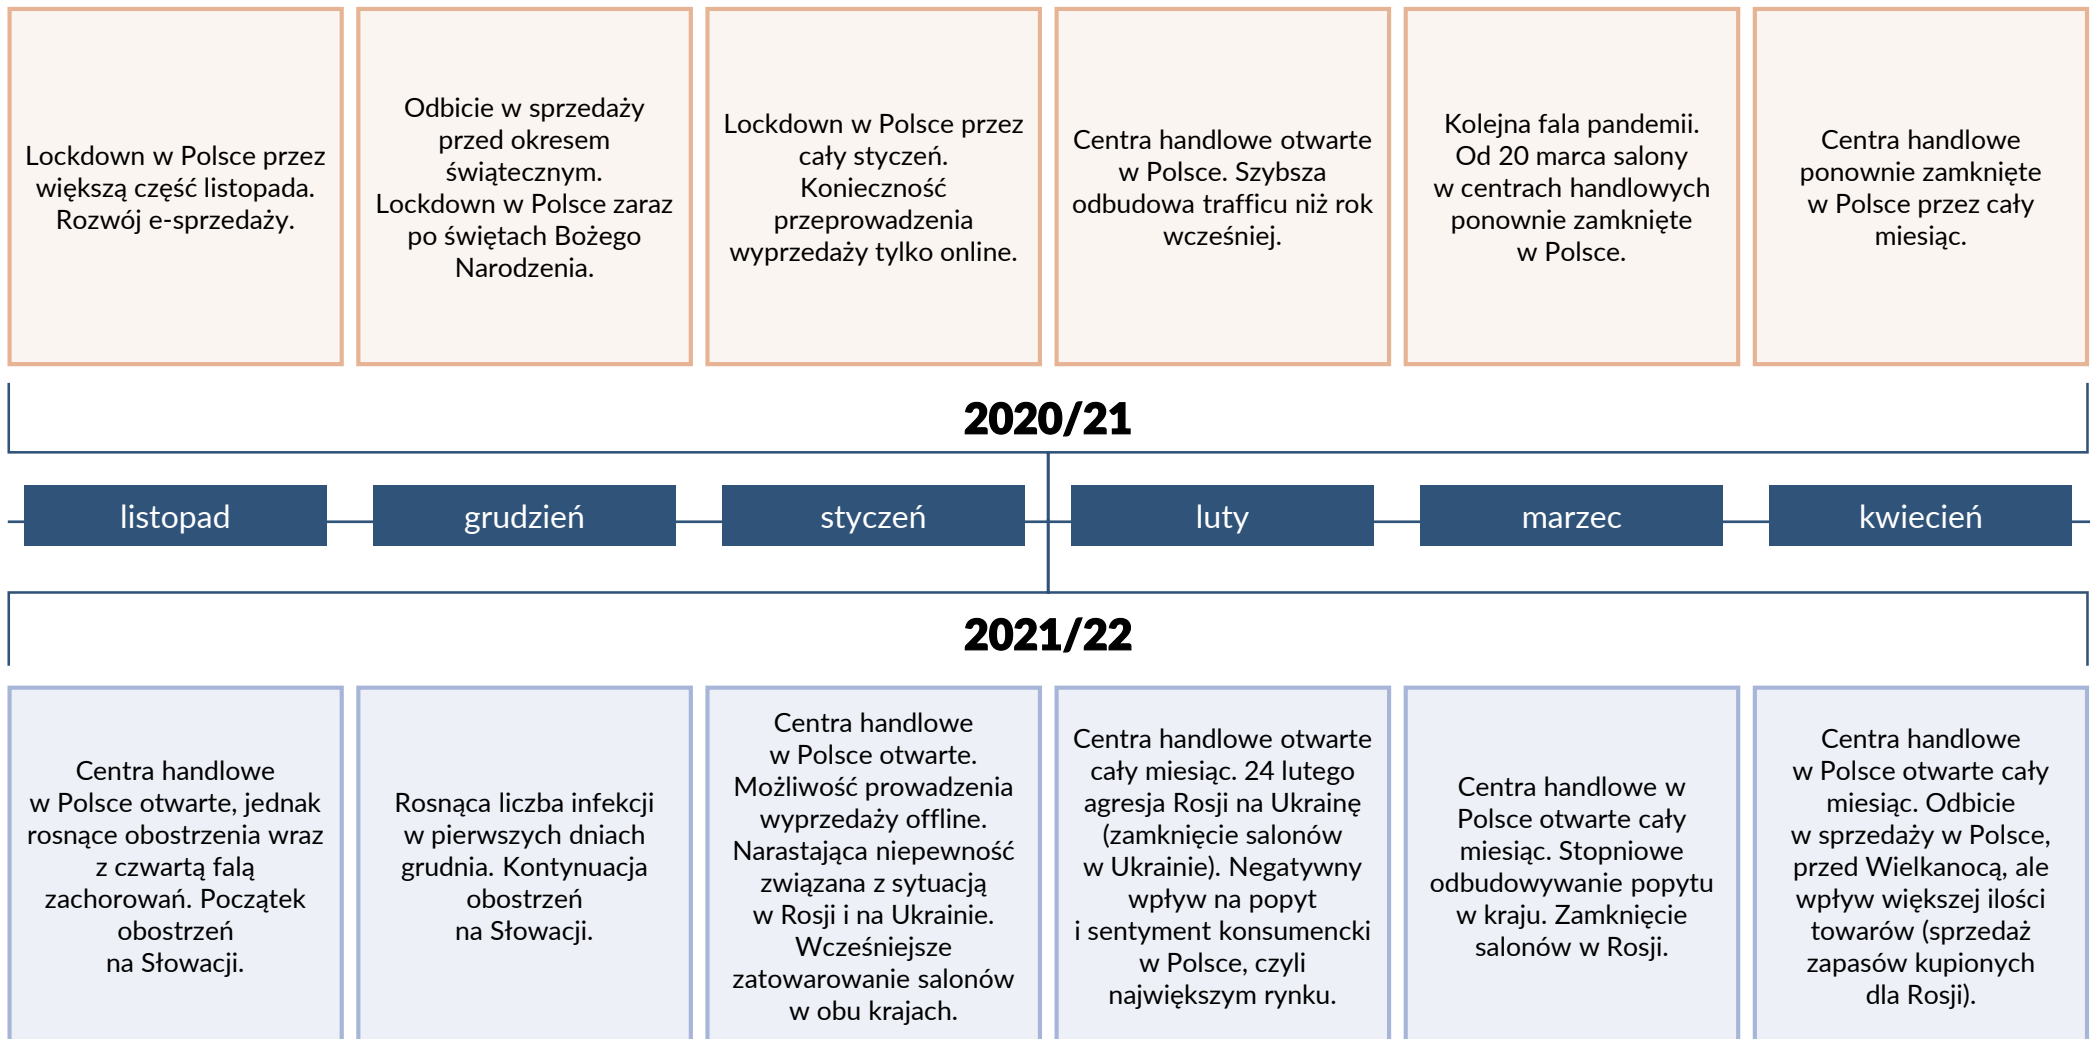 Lockdown w Polsce przez
większą część listopada.
Rozwój e-sprzedaży.
Odbicie w sprzedaży
przed okresem
świątecznym.
Lockdown w Polsce zaraz
po świętach Bożego
Narodzenia.
Lockdown w Polsce przez
cały styczeń.
Konieczność
przeprowadzenia
wyprzedaży tylko online.
Centra handlowe otwarte
w Polsce. Szybsza
odbudowa trafficu niż rok
wcześniej.
Kolejna fala pandemii.
Od 20 marca salony
w centrach handlowych
ponownie zamknięte
w Polsce.
Centra handlowe
ponownie zamknięte
w Polsce przez cały
miesiąc.
2020/21
listopad
grudzień
styczeń
luty
marzec
kwiecień
2021/22
Centra handlowe
w Polsce otwarte, jednak
rosnące obostrzenia wraz
z czwartą falą
zachorowań. Początek
obostrzeń
na Słowacji.
Rosnąca liczba infekcji
w pierwszych dniach
grudnia. Kontynuacja
obostrzeń
na Słowacji.
Centra handlowe
w Polsce otwarte.
Możliwość prowadzenia
wyprzedaży offline.
Narastająca niepewność
związana z sytuacją
w Rosji i na Ukrainie.
Wcześniejsze
zatowarowanie salonów
w obu krajach.
Centra handlowe otwarte
cały miesiąc. 24 lutego
agresja Rosji na Ukrainę
(zamknięcie salonów
w Ukrainie). Negatywny
wpływ na popyt
i sentyment konsumencki
w Polsce, czyli
największym rynku.
Centra handlowe w
Polsce otwarte cały
miesiąc. Stopniowe
odbudowywanie popytu
w kraju. Zamknięcie
salonów w Rosji.
Centra handlowe
w Polsce otwarte cały
miesiąc. Odbicie
w sprzedaży w Polsce,
przed Wielkanocą, ale
wpływ większej ilości
towarów (sprzedaż
zapasów kupionych
dla Rosji).